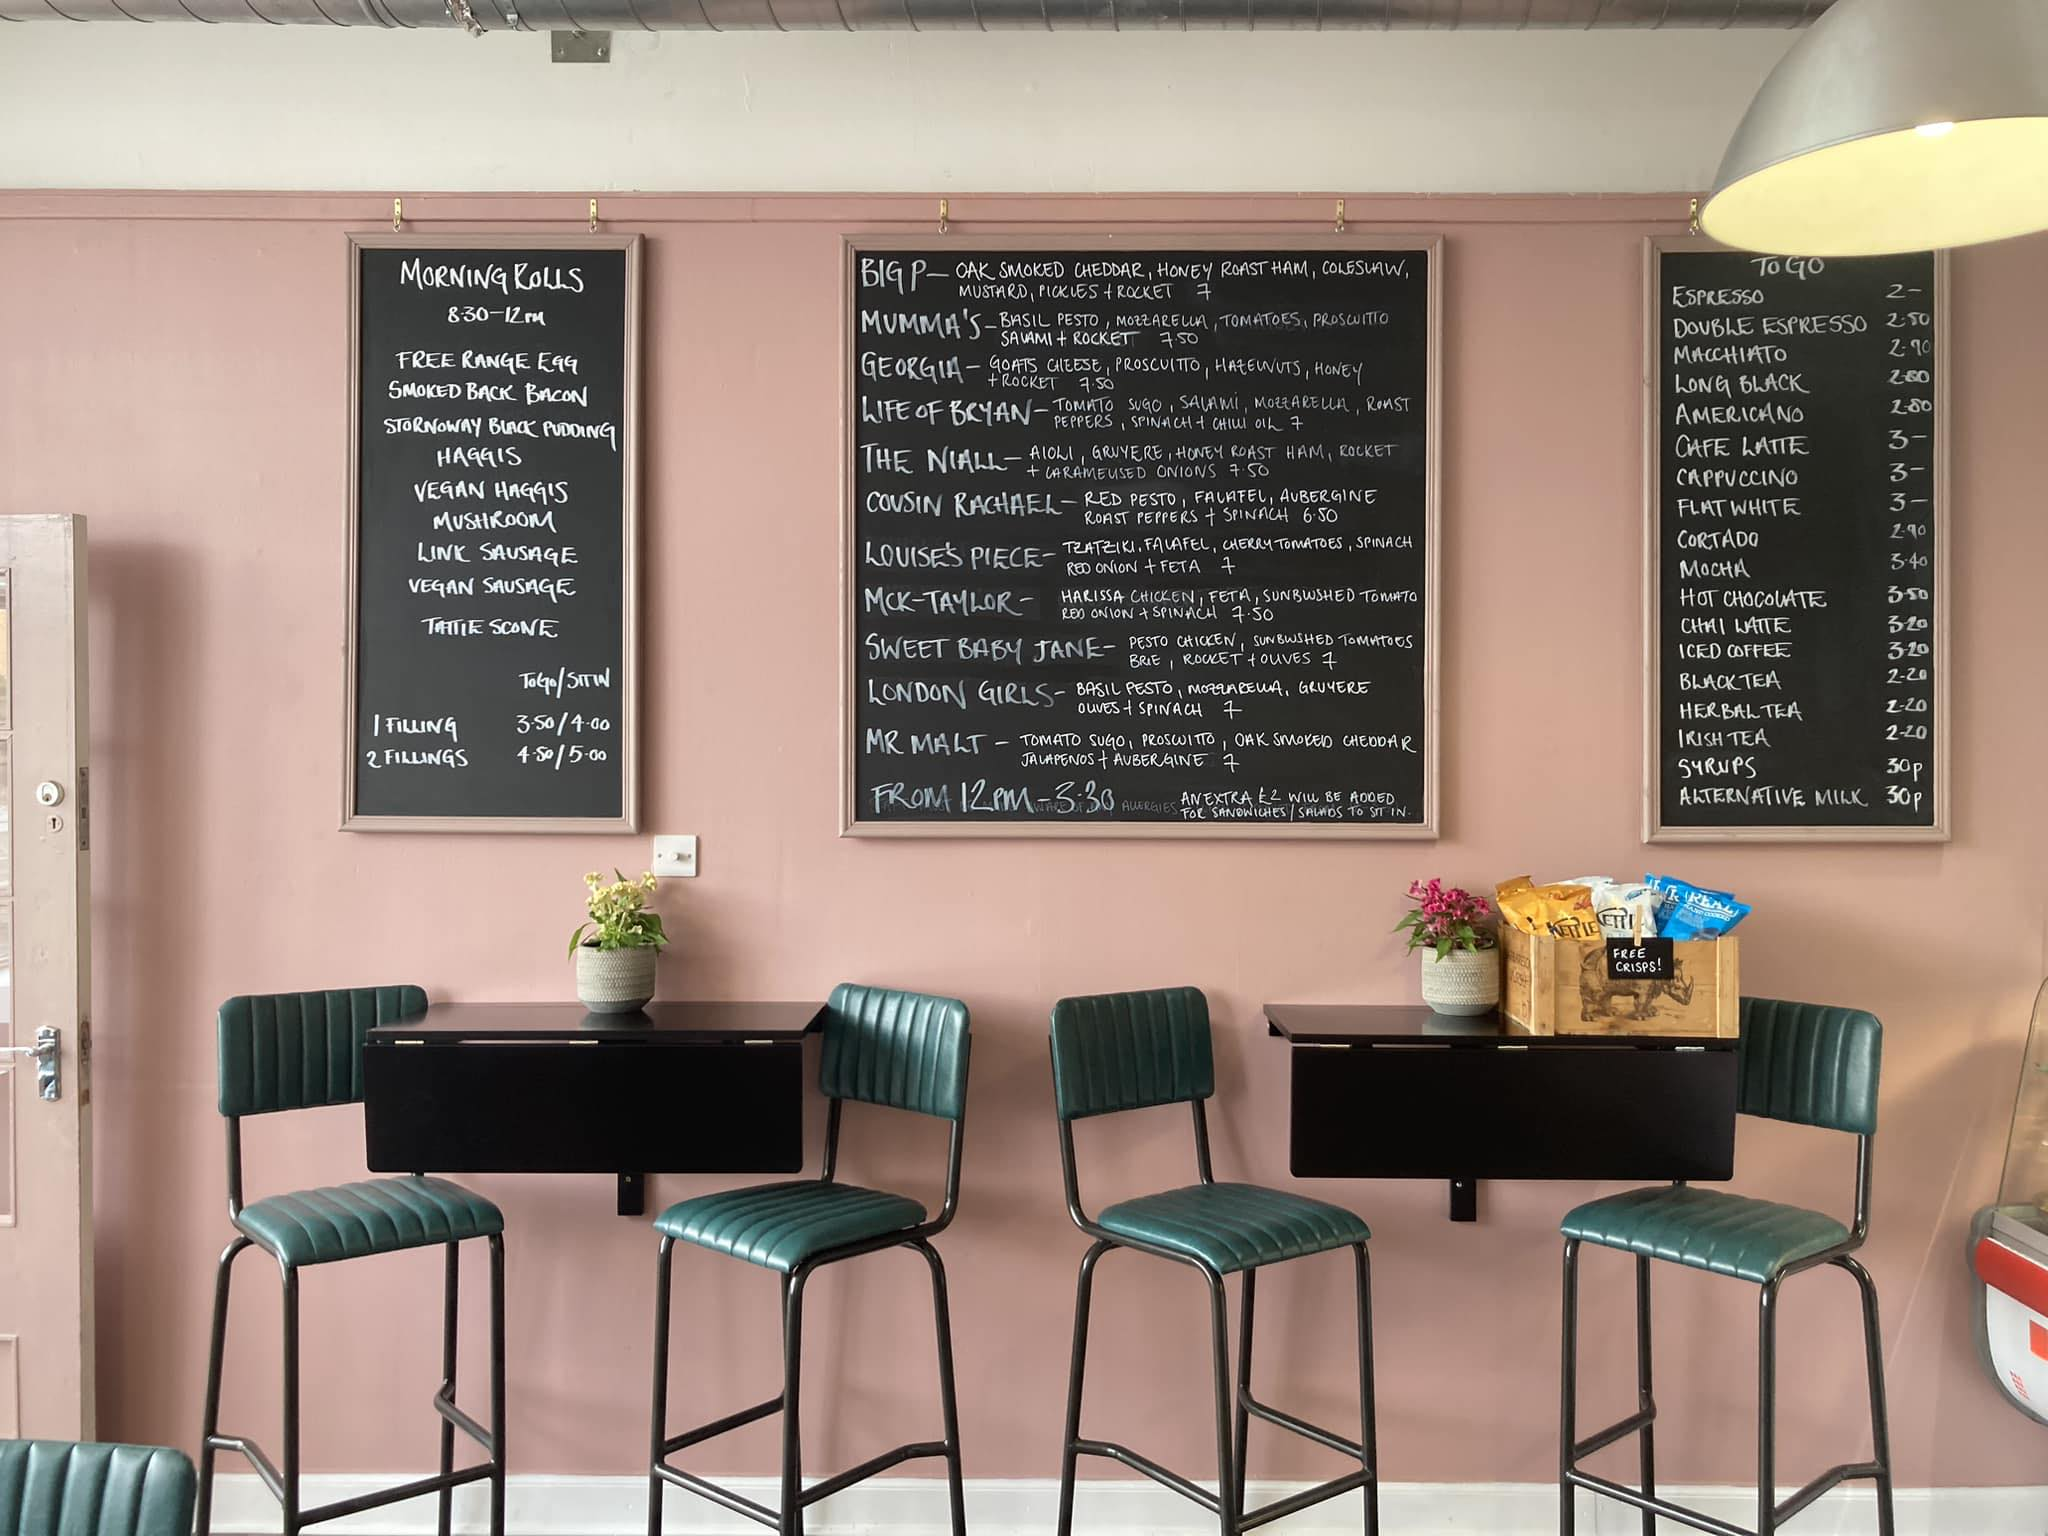 MORNING ROLLS
8·30-12PM
FREE RANGE EGG
SMOKED BACK BACON
STORNOWAY BLACK PUDDING
HAGGIS
VEGAN HAGGIS
MUSHROOM
LINK SAUSAGE
VEGAN SAUSAGE
TATTIE SCONE
TOGO/SIT IN
1 FILLING 3·50/4·00
2 FILLINGS 4·50/5·00
BIG P- OAK SMOKED CHEDDAR, HONEY ROAST HAM, COLESLAW,
MUSTARD, PICKLES + ROCKET 7
MUMMA'S- BASIL PESTO, MOZZARELLA, TOMATOES, PROSCUITTO
SALAMI + ROCKETT 7·50
GEORGIA- GOATS CHEESE, PROSCUITTO, HAZELNUTS, HONEY
+ ROCKET 7·50
LIFE OF BRYAN- TOMATO SUGO, SALAMI, MOZZARELLA, ROAST
PEPPERS, SPINACH + CHILLI OIL 7
THE NIALL- AIOLI, GRUYERE, HONEY ROAST HAM, ROCKET
+ CARAMELISED ONIONS 7·50
COUSIN RACHAEL- RED PESTO, FALAFEL, AUBERGINE
ROAST PEPPERS + SPINACH 6·50
LOUISE'S PIECE- TZATZIKI, FALAFEL, CHERRY TOMATOES, SPINACH
RED ONION + FETA 7
MCK-TAYLOR- HARISSA CHICKEN, FETA, SUNBLUSHED TOMATO
RED ONION + SPINACH 7·50
SWEET BABY JANE- PESTO CHICKEN, SUNBLUSHED TOMATOES
BRIE, ROCKET + OLIVES 7
LONDON GIRLS- BASIL PESTO, MOZZARELLA, GRUYERE
OLIVES + SPINACH 7
MR MALT - TOMATO SUGO, PROSCUITTO, OAK SMOKED CHEDDAR
JALAPENOS + AUBERGINE 7
FROM 12PM-3·30 AN EXTRA £2 WILL BE ADDED
FOR SANDWICHES/SALADS TO SIT IN.
AWARE OF ANY ALLERGIES
TO GO
ESPRESSO 2-
DOUBLE ESPRESSO 2·50
MACCHIATO 2·90
LONG BLACK 2·80
AMERICANO 2·80
CAFE LATTE 3-
CAPPUCCINO 3-
FLAT WHITE 3-
CORTADO 2·90
MOCHA 3·40
HOT CHOCOLATE 3·50
CHAI LATTE 3·20
ICED COFFEE 3·20
BLACK TEA 2·20
HERBAL TEA 2·20
IRISH TEA 2·20
SYRUPS 30p
ALTERNATIVE MILK 30p
KETTLE
KETTLE
REAL
FREE
CRISPS!